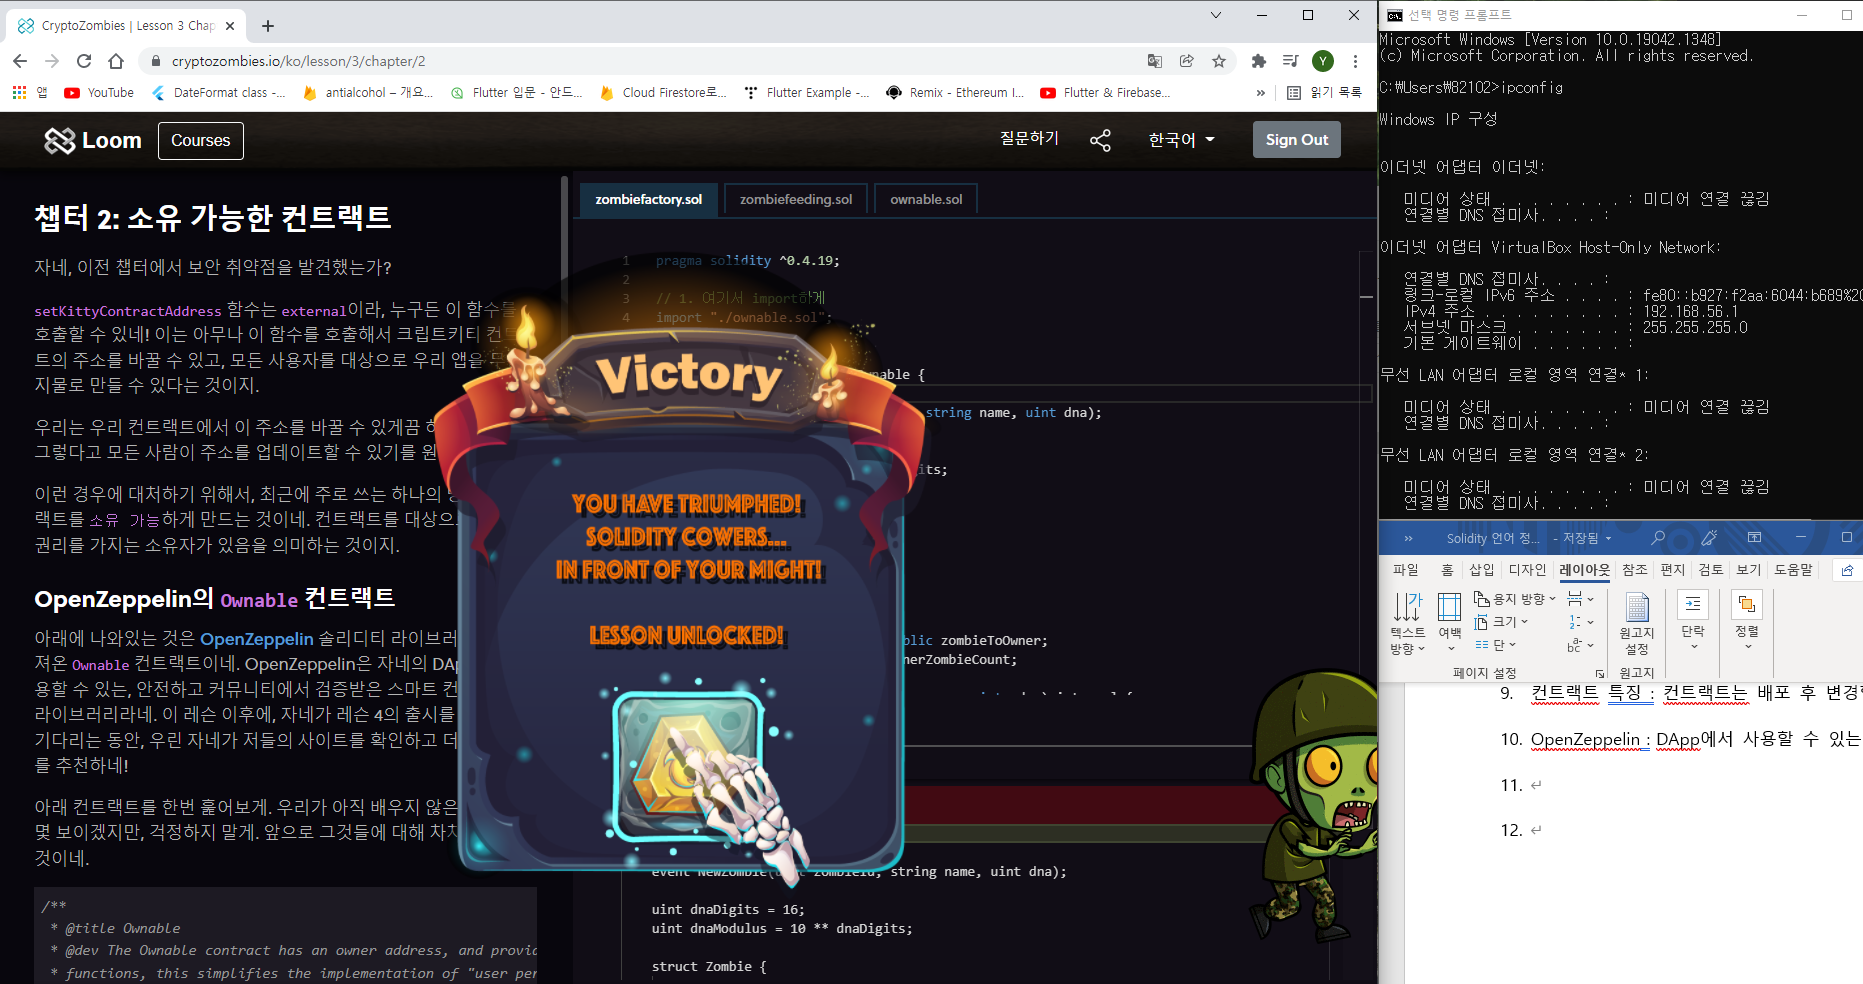 CryptoZombies | Lesson 3 Chap
cryptozombies.io/ko/lesson/3/chapter/2
Y
앱
YouTube
DateFormat class -...
antialcohol – 개요...
Flutter 입문 - 안드...
Cloud Firestore로...
Flutter Example -...
Remix - Ethereum I...
Flutter & Firebase...
»
읽기 목록
Loom
Courses
질문하기
한국어
Sign Out
챕터 2: 소유 가능한 컨트랙트
자네, 이전 챕터에서 보안 취약점을 발견했는가?
setKittyContractAddress 함수는 external이라, 누구든 이 함수를
호출할 수 있네! 이는 아무나 이 함수를 호출해서 크립트키티 컨트
트의 주소를 바꿀 수 있고, 모든 사용자를 대상으로 우리 앱을 무
지물로 만들 수 있다는 것이지.
우리는 우리 컨트랙트에서 이 주소를 바꿀 수 있게끔
그렇다고 모든 사람이 주소를 업데이트할 수 있기를 원
이런 경우에 대처하기 위해서, 최근에 주로 쓰는 하나의
랙트를 소유 가능하게 만드는 것이네. 컨트랙트를 대상으
권리를 가지는 소유자가 있음을 의미하는 것이지.
OpenZeppelin의 Ownable 컨트랙트
아래에 나와있는 것은 OpenZeppelin 솔리디티 라이브러
져온 Ownable 컨트랙트이네. OpenZeppelin은 자네의 DA
용할 수 있는, 안전하고 커뮤니티에서 검증받은 스마트 컨
라이브러리라네. 이 레슨 이후에, 자네가 레슨 4의 출시를
기다리는 동안, 우린 자네가 저들의 사이트를 확인하고 더
를 추천하네!
아래 컨트랙트를 한번 훑어보게. 우리가 아직 배우지 않은
몇 보이겠지만, 걱정하지 말게. 앞으로 그것들에 대해 차차
것이네.
/**
* @title Ownable
* @dev The Ownable contract has an owner address, and provid
* functions, this simplifies the implementation of "user per
zombiefactory.sol
zombiefeeding.sol
ownable.sol
1 pragma solidity ^0.4.19;
2
3 // 1. 여기서 import하게
4 import "./ownable.sol";
nable {
string name, uint dna);
its;
blic zombieToOwner;
nerZombieCount;
Victory
YOU HAVE TRIUMPHED!
SOLIDITY COWERS...
IN FRONT OF YOUR MIGHT!
LESSON UNLOCKED!
event NewZombie(uint zombieId, string name, uint dna);
uint dnaDigits = 16;
uint dnaModulus = 10 ** dnaDigits;
struct Zombie {
선택 명령 프롬프트
Microsoft Windows [Version 10.0.19042.1348]
(c) Microsoft Corporation. All rights reserved.
C:₩Users₩82102>ipconfig
Windows IP 구성
이더넷 어댑터 이더넷:
미디어 상태 . . . . . . . . : 미디어 연결 끊김
연결별 DNS 접미사. . . . :
이더넷 어댑터 VirtualBox Host-Only Network:
연결별 DNS 접미사. . . . :
링크-로컬 IPv6 주소 . . . . : fe80::b927:f2aa:6044:b689%20
IPv4 주소 . . . . . . . . . : 192.168.56.1
서브넷 마스크 . . . . . . . : 255.255.255.0
기본 게이트웨이 . . . . . . :
무선 LAN 어댑터 로컬 영역 연결* 1:
미디어 상태 . . . . . . . . : 미디어 연결 끊김
연결별 DNS 접미사. . . . :
무선 LAN 어댑터 로컬 영역 연결* 2:
미디어 상태 . . . . . . . . : 미디어 연결 끊김
연결별 DNS 접미사. . . . :
» Solidity 언어 정... - 저장됨
파일 홈 삽입 디자인 레이아웃 참조 편지 검토 보기 도움말
텍스트 방향
여백
용지 방향
크기
단
페이지 설정
원고지 설정
원고지
단락
정렬
9. 컨트랙트 특징 : 컨트랙트는 배포 후 변경
10. OpenZeppelin : DApp에서 사용할 수 있는
11.
12.